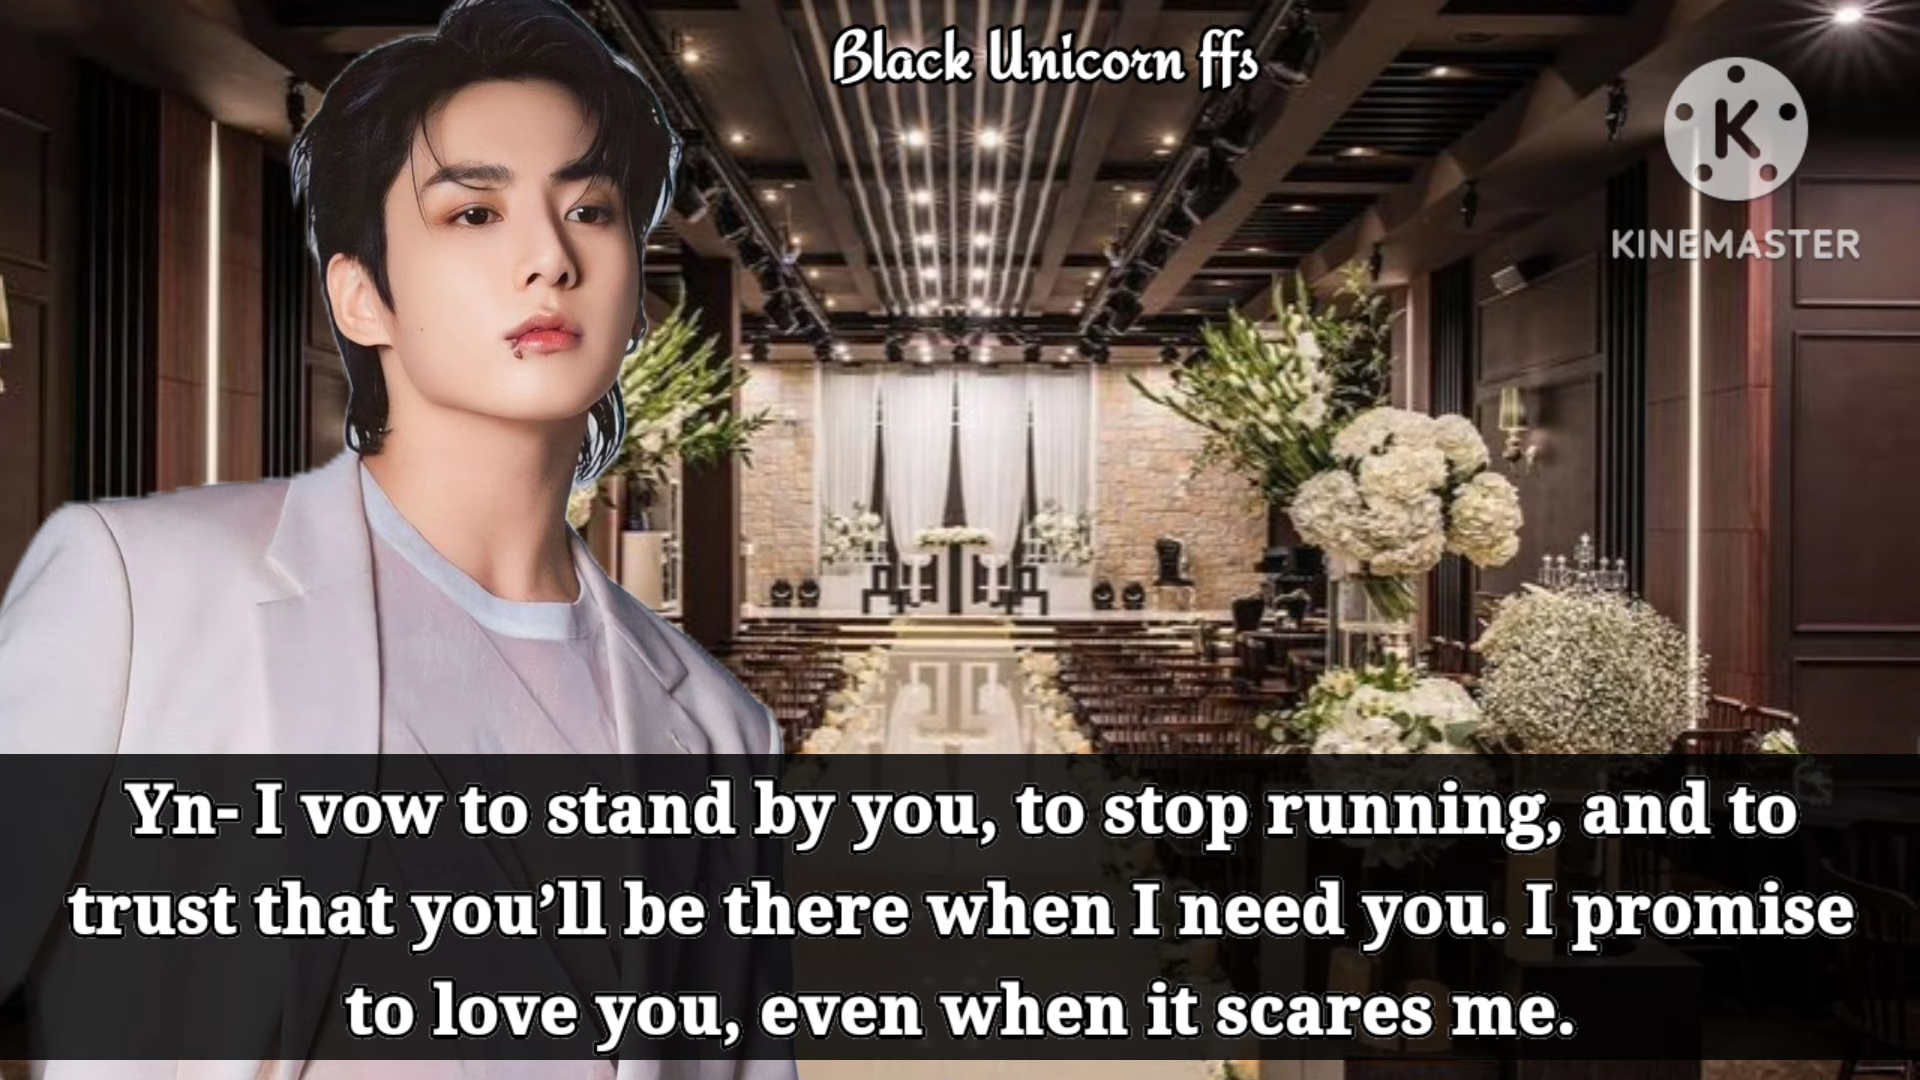 Black Unicorn ffs
K
KINEMASTER
Yn- I vow to stand by you, to stop running, and to
trust that you’ll be there when I need you. I promise
to love you, even when it scares me.